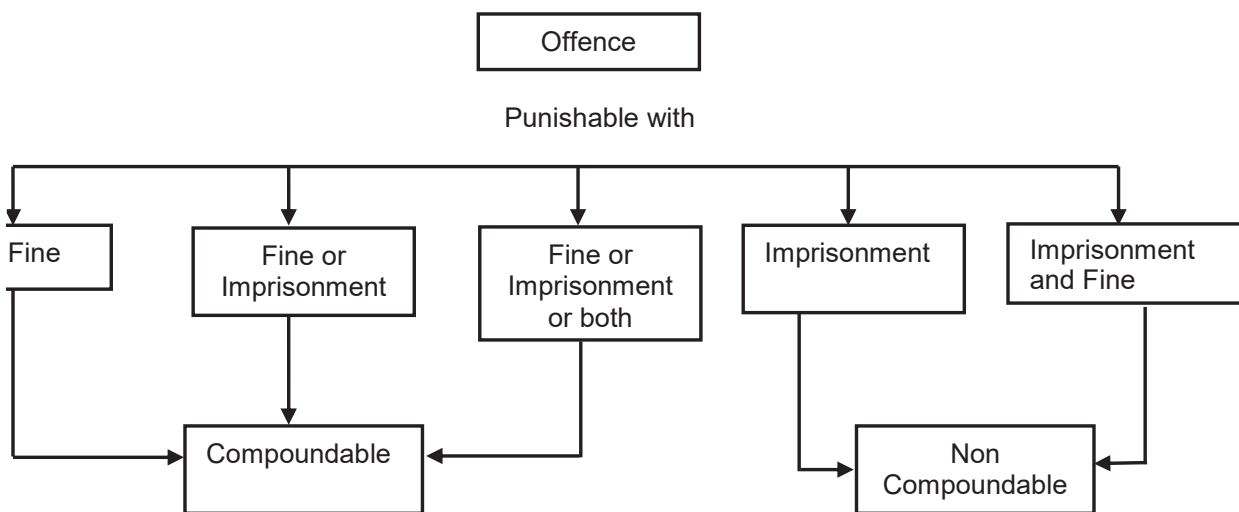 Offence
Punishable with
Fine
Fine or
Imprisonment
Fine or
Imprisonment
or both
Imprisonment
Imprisonment
and Fine
Compoundable
Non
Compoundable